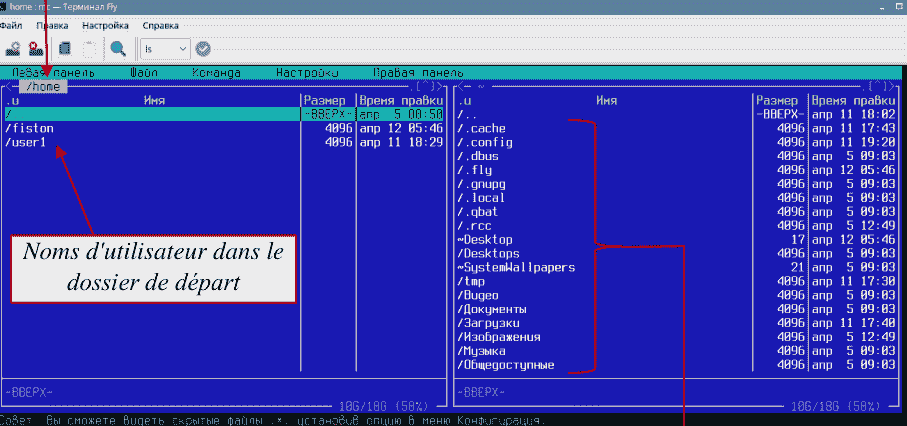 home : mc — Терминал Fly
Файл Правка Настройка Справка
ls
Левая панель Файл Команда Настройки Правая панель
/home .[^]>
.и Имя Размер Время правки
/.. -ВВЕРХ- апр 5 08:50
/fiston 4096 апр 12 05:46
/user1 4096 апр 11 18:29
Noms d'utilisateur dans le
dossier de départ
-ВВЕРХ-
10G/18G (58%)
<- ~ .[^]>
.и Имя Размер Время правки
/.. -ВВЕРХ- апр 11 18:02
/.cache 4096 апр 11 17:43
/.config 4096 апр 11 19:20
/.dbus 4096 апр 5 09:03
/.fly 4096 апр 12 05:46
/.gnupg 4096 апр 5 09:03
/.local 4096 апр 5 09:03
/.qbat 4096 апр 5 09:03
/.rcc 4096 апр 5 12:49
~Desktop 17 апр 12 05:46
/Desktops 4096 апр 5 09:03
~SystemWallpapers 21 апр 5 09:03
/tmp 4096 апр 11 17:30
/Видео 4096 апр 5 09:03
/Документы 4096 апр 5 09:03
/Загрузки 4096 апр 11 17:40
/Изображения 4096 апр 5 12:49
/Музыка 4096 апр 5 09:03
/Общедоступные 4096 апр 5 09:03
-ВВЕРХ-
10G/18G (58%)
Совет: Вы сможете видеть скрытые файлы .*, установив опцию в меню Конфигурация.